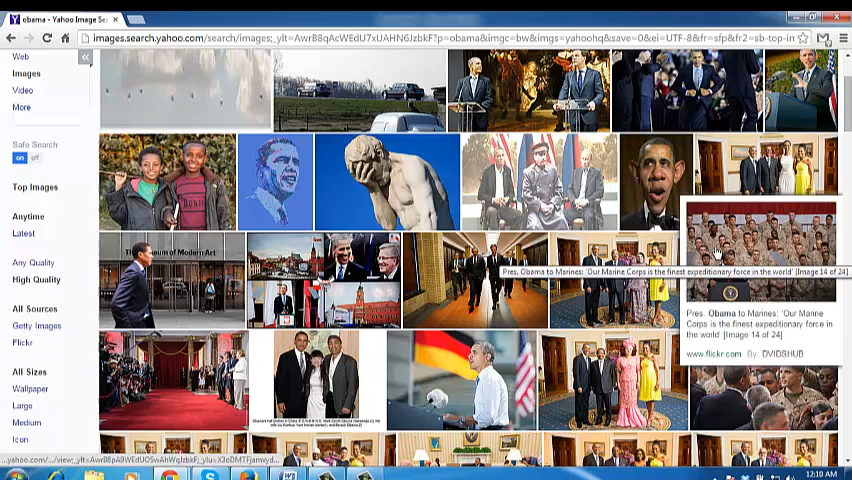 obama - Yahoo Image Sea
images.search.yahoo.com/search/images;_ylt=AwrB8qAcWEdU7xUAHN6JzbkF?p=obama&imgc=bw&imgs=yahoohq&save=0&ei=UTF-8&fr=sfp&fr2=sb-top-in
Web
Images
Video
More
Safe Search
on off
Top Images
Anytime
Latest
Any Quality
High Quality
All Sources
Getty Images
Flickr
All Sizes
Wallpaper
Large
Medium
Icon
Museum of Modern Art
Pres. Obama to Marines: 'Our Marine Corps is the finest expeditionary force in the world' [Image 14 of 24]
Pres. Obama to Marines: 'Our Marine
Corps is the finest expeditionary force in
the world' [Image 14 of 24]
www.flickr.com By: DVIDSHUB
12:10 AM